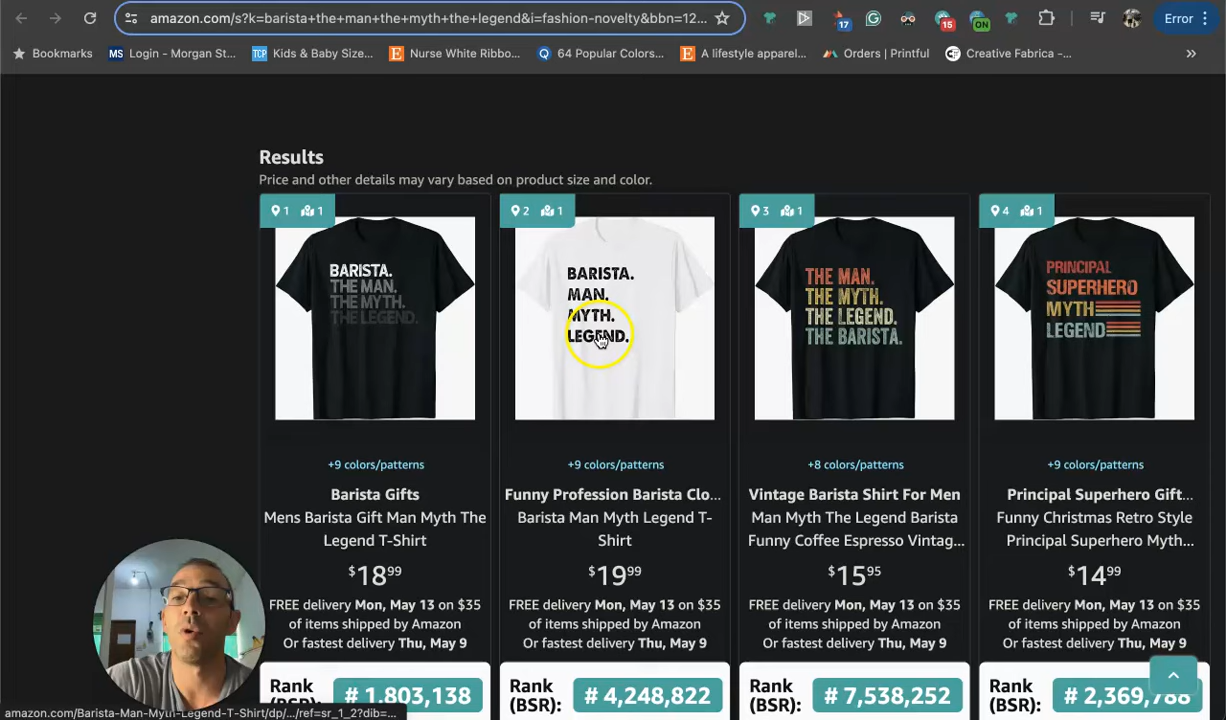 amazon.com/s?k=barista+the+man+the+myth+the+legend&i=fashion-novelty&bbn=12...
17
15
ON
Error
Bookmarks
MS Login - Morgan St...
TCP Kids & Baby Size...
E Nurse White Ribbo...
Q 64 Popular Colors...
E A lifestyle apparel...
Orders | Printful
CF Creative Fabrica -...
»
Results
Price and other details may vary based on product size and color.
1 1
2 1
3 1
4 1
BARISTA.
THE MAN.
THE MYTH.
THE LEGEND.
BARISTA.
MAN.
MYTH.
LEGEND.
THE MAN.
THE MYTH.
THE LEGEND.
THE BARISTA.
PRINCIPAL
SUPERHERO
MYTH
LEGEND
+9 colors/patterns
+9 colors/patterns
+8 colors/patterns
+9 colors/patterns
Barista Gifts
Mens Barista Gift Man Myth The
Legend T-Shirt
$18 99
FREE delivery Mon, May 13 on $35
of items shipped by Amazon
Or fastest delivery Thu, May 9
Rank
(BSR):
# 1,803,138
Funny Profession Barista Clo...
Barista Man Myth Legend T-
Shirt
$19 99
FREE delivery Mon, May 13 on $35
of items shipped by Amazon
Or fastest delivery Thu, May 9
Rank
(BSR):
# 4,248,822
Vintage Barista Shirt For Men
Man Myth The Legend Barista
Funny Coffee Espresso Vintag...
$15 95
FREE delivery Mon, May 13 on $35
of items shipped by Amazon
Or fastest delivery Thu, May 9
Rank
(BSR):
# 7,538,252
Principal Superhero Gift...
Funny Christmas Retro Style
Principal Superhero Myth...
$14 99
FREE delivery Mon, May 13 on $35
of items shipped by Amazon
Or fastest delivery Thu, May 9
Rank
(BSR):
# 2,369,788
amazon.com/Barista-Man-Myth-Legend-T-Shirt/dp/.../ref=sr_1_2?dib=...